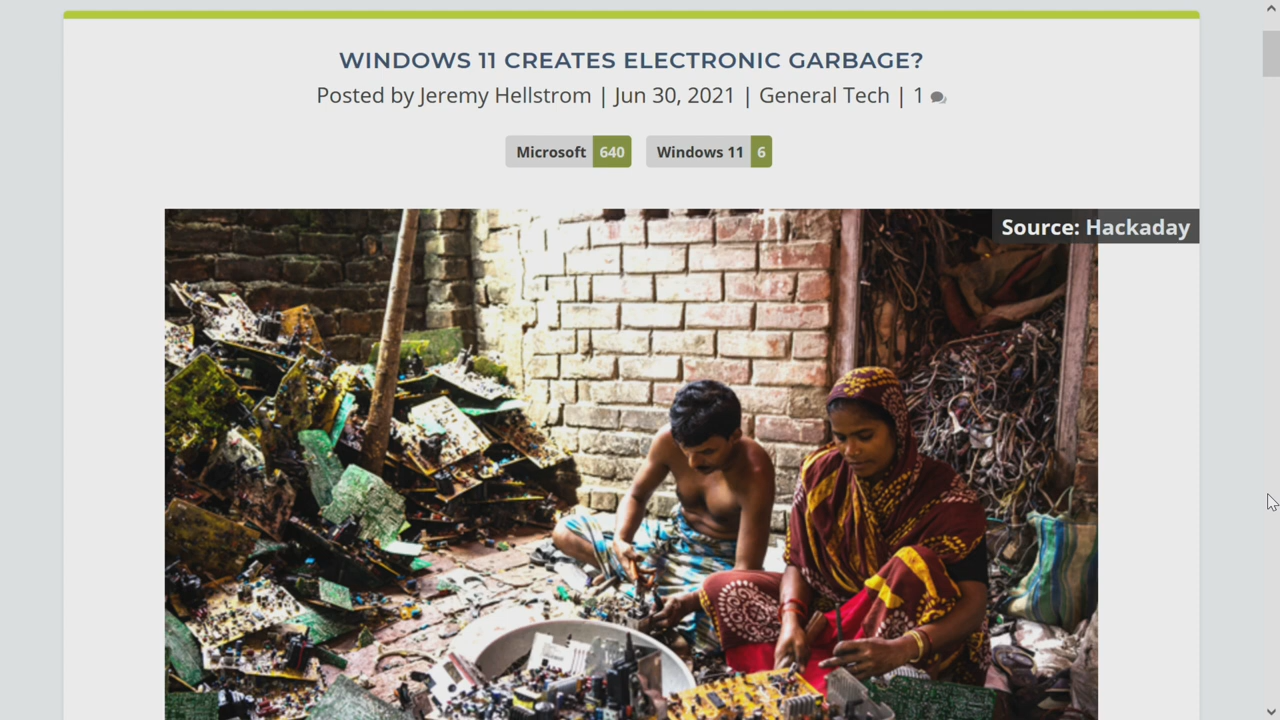 WINDOWS 11 CREATES ELECTRONIC GARBAGE?
Posted by Jeremy Hellstrom | Jun 30, 2021 | General Tech | 1
Microsoft 640 Windows 11 6
Source: Hackaday